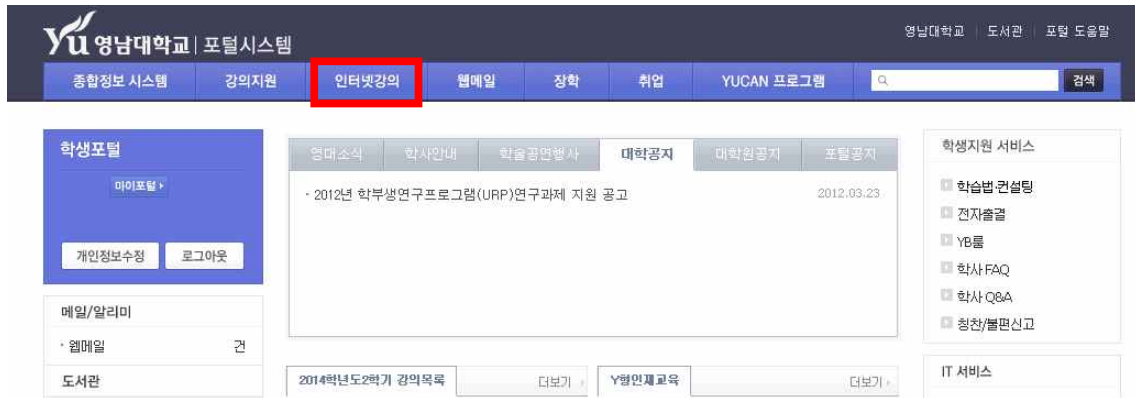 영남대학교 도서관 포털 도움말
Yu 영남대학교 포털시스템
종합정보 시스템 강의지원 인터넷강의 웹메일 장학 취업 YUCAN 프로그램 검색
학생포털
마이포털
개인정보수정 로그아웃
메일/알리미
· 웹메일 건
도서관
영대소식 학사안내 학술공연행사 대학공지 대학원공지 포털공지
· 2012년 학부생연구프로그램(URP)연구과제 지원 공고 2012.03.23
2014학년도2학기 강의목록 더보기
Y형인재교육 더보기
학생지원 서비스
학습법·컨설팅
전자출결
YB룸
학사 FAQ
학사 Q&A
칭찬/불편신고
IT 서비스